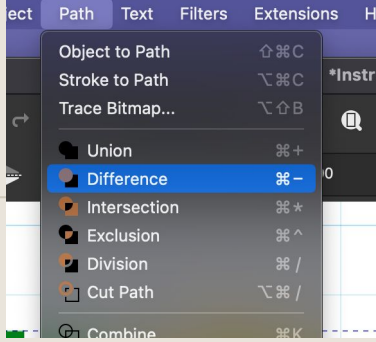 ect Path Text Filters Extensions H
Object to Path ⇧⌘C
Stroke to Path ⌥⌘C
*Instr
Trace Bitmap... ⌥⇧B
Union ⌘+
Difference ⌘−
Intersection ⌘*
Exclusion ⌘^
Division ⌘/
Cut Path ⌥⌘/
Combine ⌘K